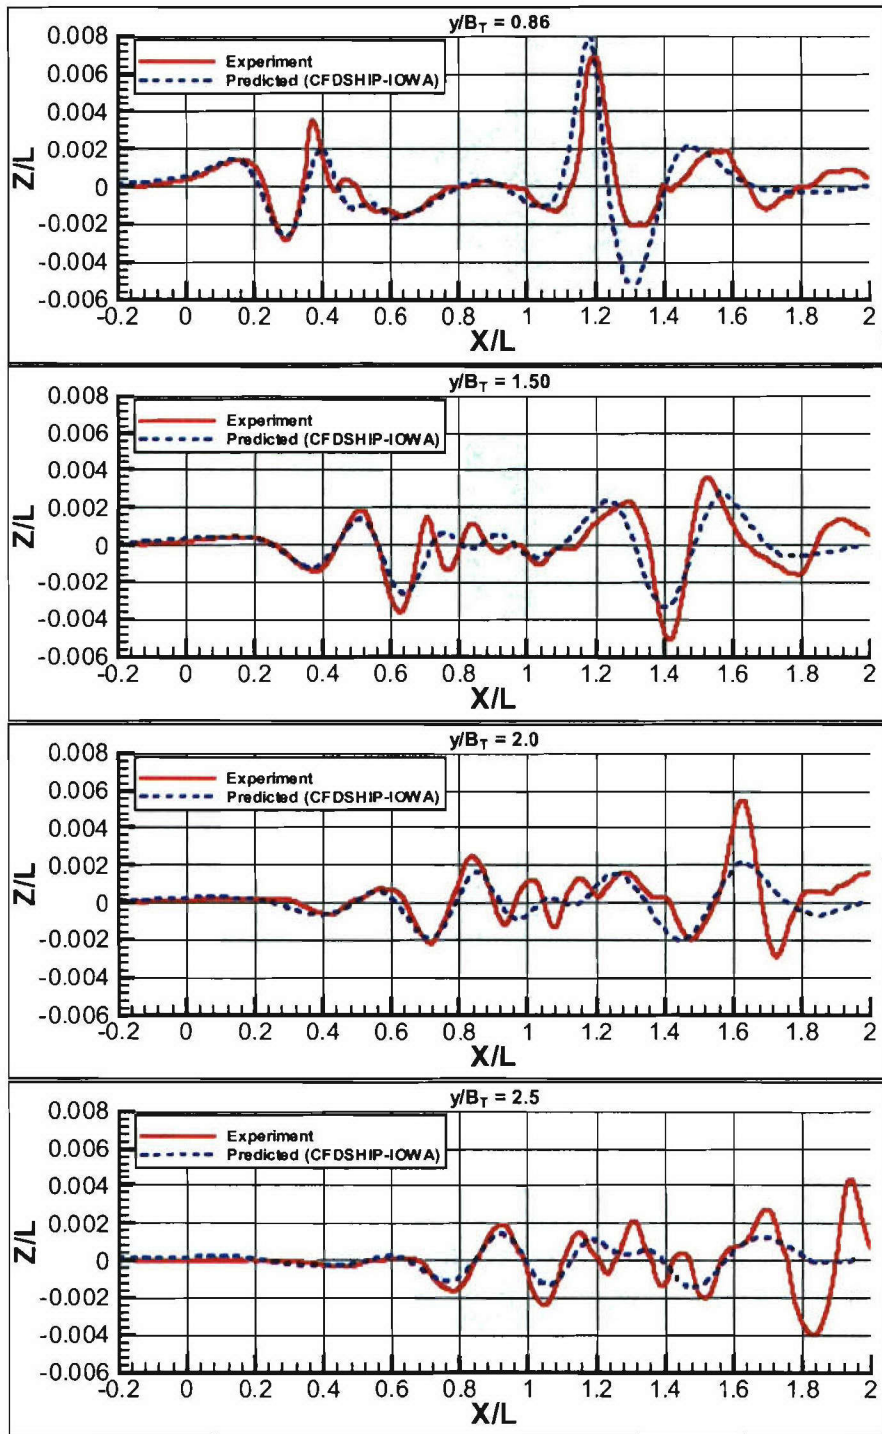 y/BT = 0.86
0.008
0.006
0.004
0.002
0
-0.002
-0.004
-0.006
Z/L
Experiment
Predicted (CFDSHIP-IOWA)
-0.2 0 0.2 0.4 0.6 0.8 1 1.2 1.4 1.6 1.8 2
X/L
y/BT = 1.50
0.008
0.006
0.004
0.002
0
-0.002
-0.004
-0.006
Z/L
Experiment
Predicted (CFDSHIP-IOWA)
-0.2 0 0.2 0.4 0.6 0.8 1 1.2 1.4 1.6 1.8 2
X/L
y/BT = 2.0
0.008
0.006
0.004
0.002
0
-0.002
-0.004
-0.006
Z/L
Experiment
Predicted (CFDSHIP-IOWA)
-0.2 0 0.2 0.4 0.6 0.8 1 1.2 1.4 1.6 1.8 2
X/L
y/BT = 2.5
0.008
0.006
0.004
0.002
0
-0.002
-0.004
-0.006
Z/L
Experiment
Predicted (CFDSHIP-IOWA)
-0.2 0 0.2 0.4 0.6 0.8 1 1.2 1.4 1.6 1.8 2
X/L